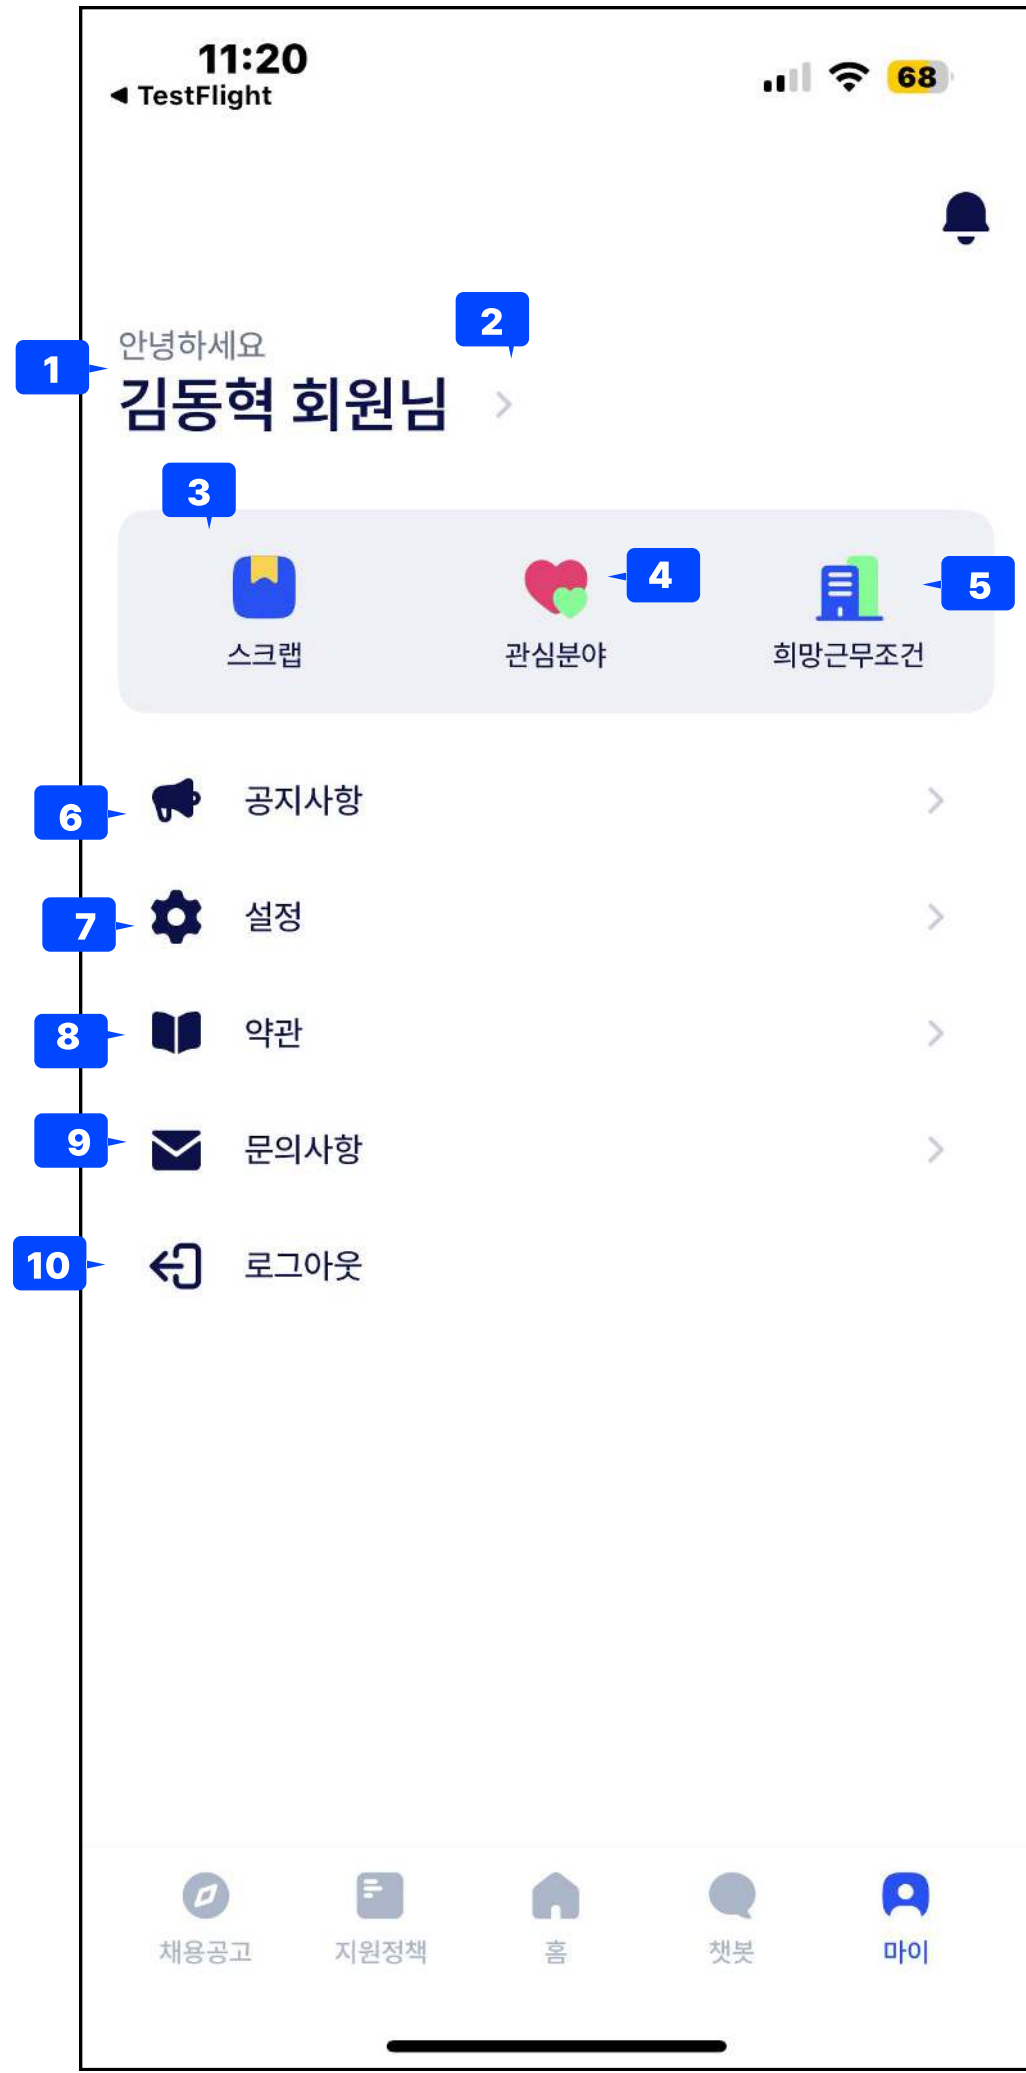 11:20
◀ TestFlight
68
2
안녕하세요
1
김동혁 회원님
3
4
5
스크랩
관심분야
희망근무조건
6
공지사항
7
설정
8
약관
9
문의사항
10
로그아웃
채용공고
지원정책
홈
챗봇
마이